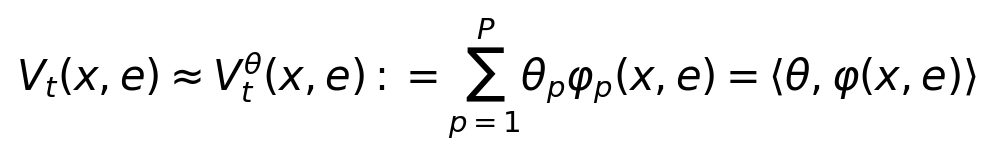 V_t(x, e) ≈ V_t^θ(x, e) := ∑_{p=1}^{P} θ_p φ_p(x, e) = ⟨θ, φ(x, e)⟩